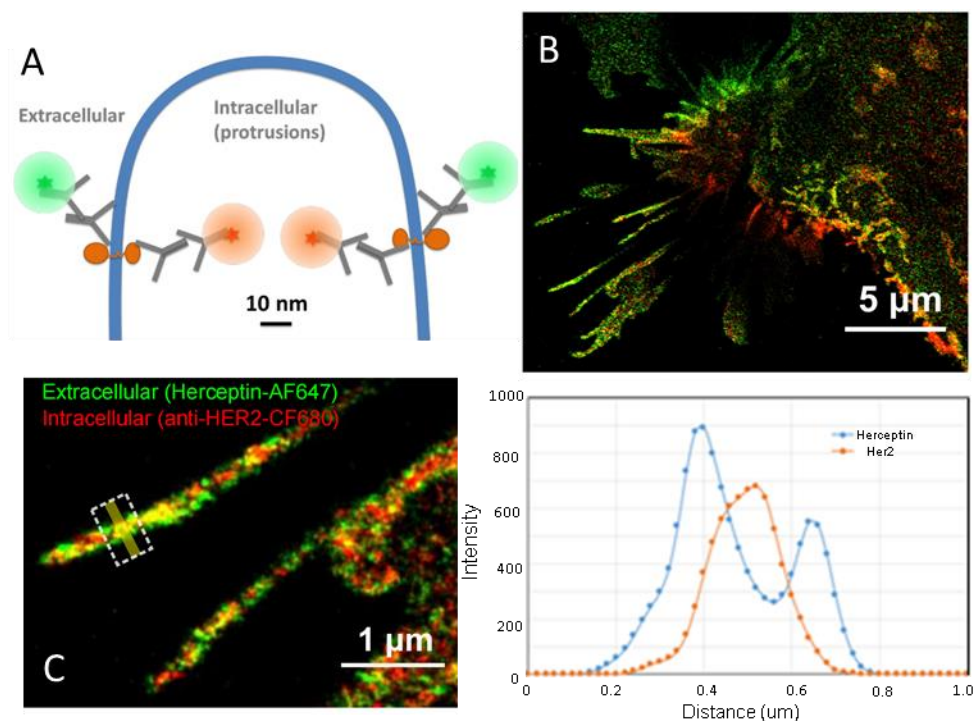 A
Extracellular
Intracellular
(protrusions)
10 nm
B
5 μm
Extracellular (Herceptin-AF647)
Intracellular (anti-HER2-CF680)
1 μm
C
1000
800
600
400
200
0
Intensity
Herceptin
Her2
0.0
0.2
0.4
0.6
0.8
1.0
Distance (um)